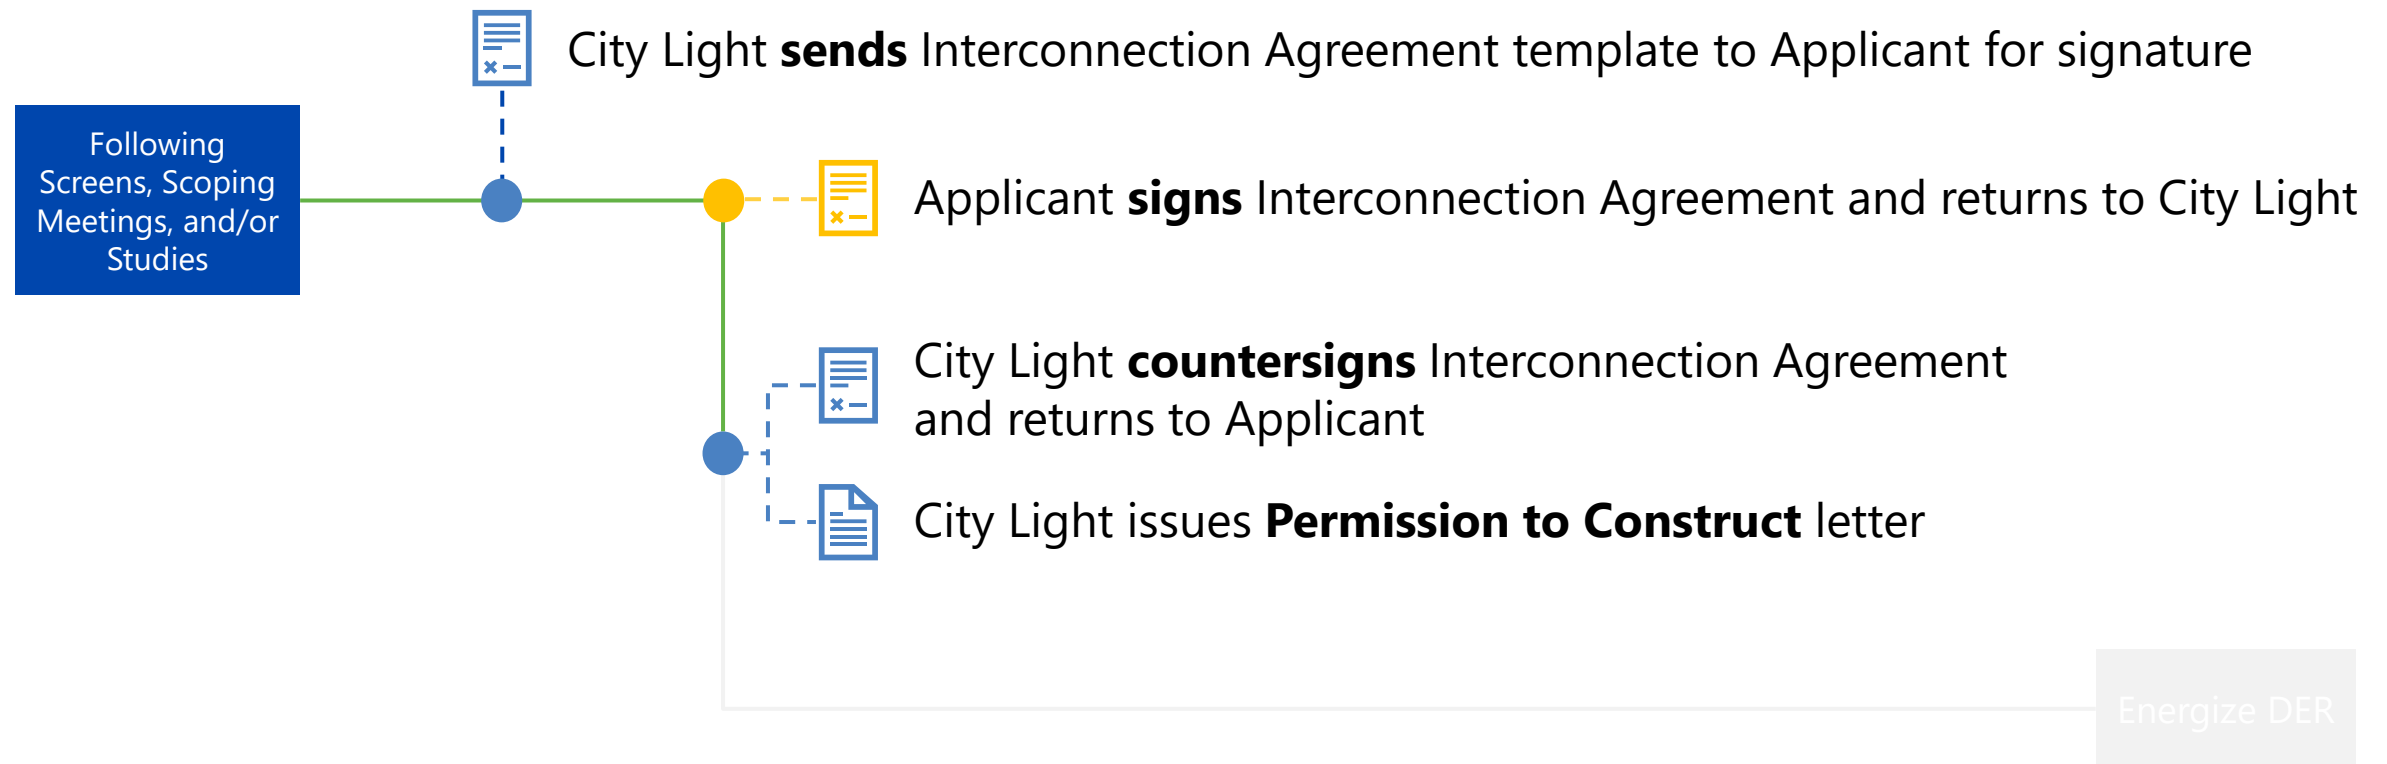 City Light sends Interconnection Agreement template to Applicant for signature
Following
Screens, Scoping
Meetings, and/or
Studies
Applicant signs Interconnection Agreement and returns to City Light
City Light countersigns Interconnection Agreement
and returns to Applicant
City Light issues Permission to Construct letter
Energize DER